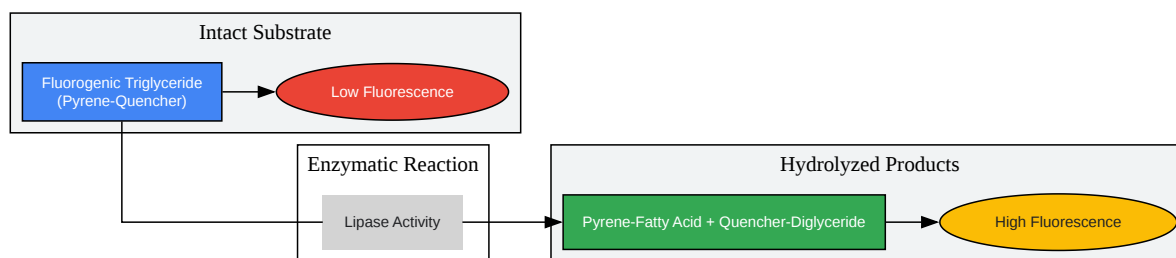 Intact Substrate
Fluorogenic Triglyceride
(Pyrene-Quencher)
Low Fluorescence
Enzymatic Reaction
Lipase Activity
Hydrolyzed Products
Pyrene-Fatty Acid + Quencher-Diglyceride
High Fluorescence